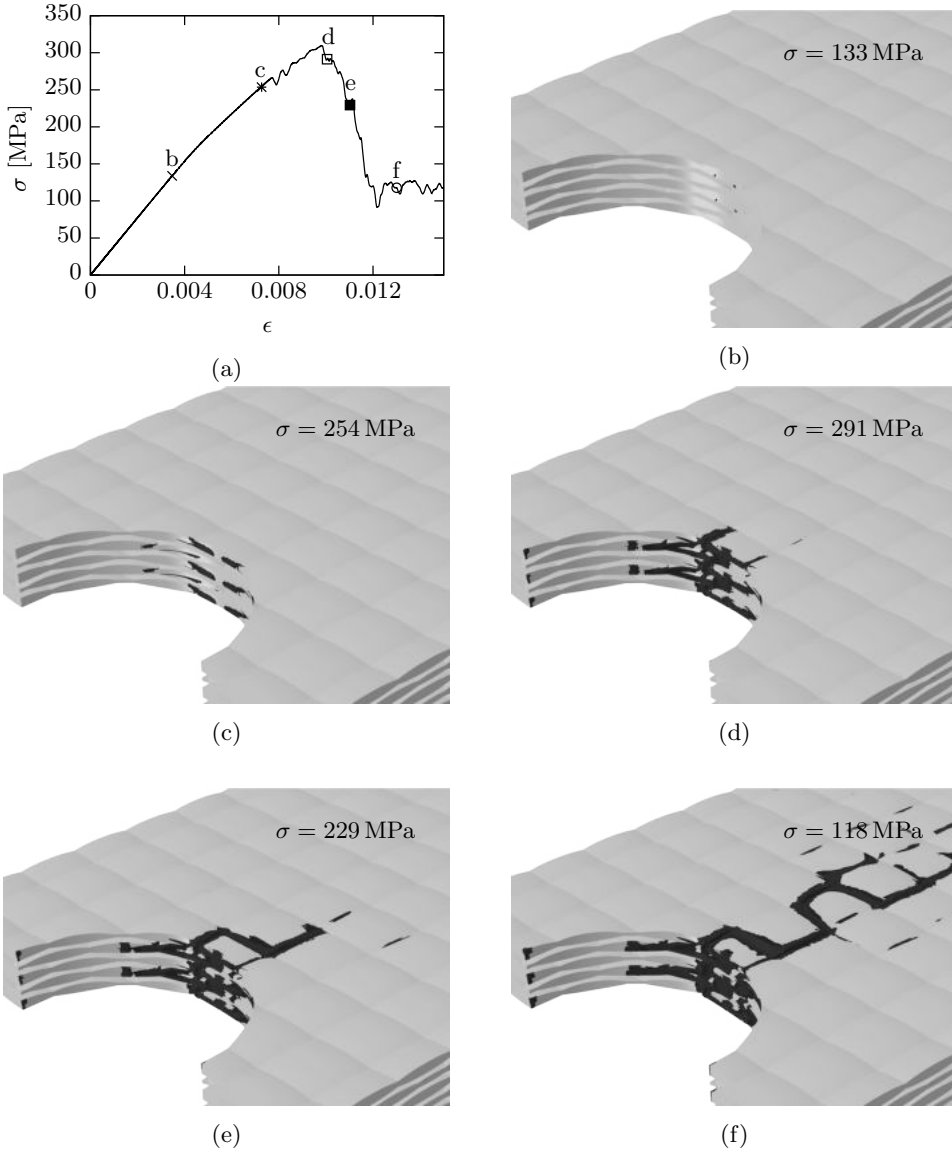 350
300
250
200
150
100
50
0
σ [MPa]
b
c
d
e
f
0 0.004 0.008 0.012
ϵ
(a)
σ = 133 MPa
(b)
σ = 254 MPa
(c)
σ = 291 MPa
(d)
σ = 229 MPa
(e)
σ = 118 MPa
(f)